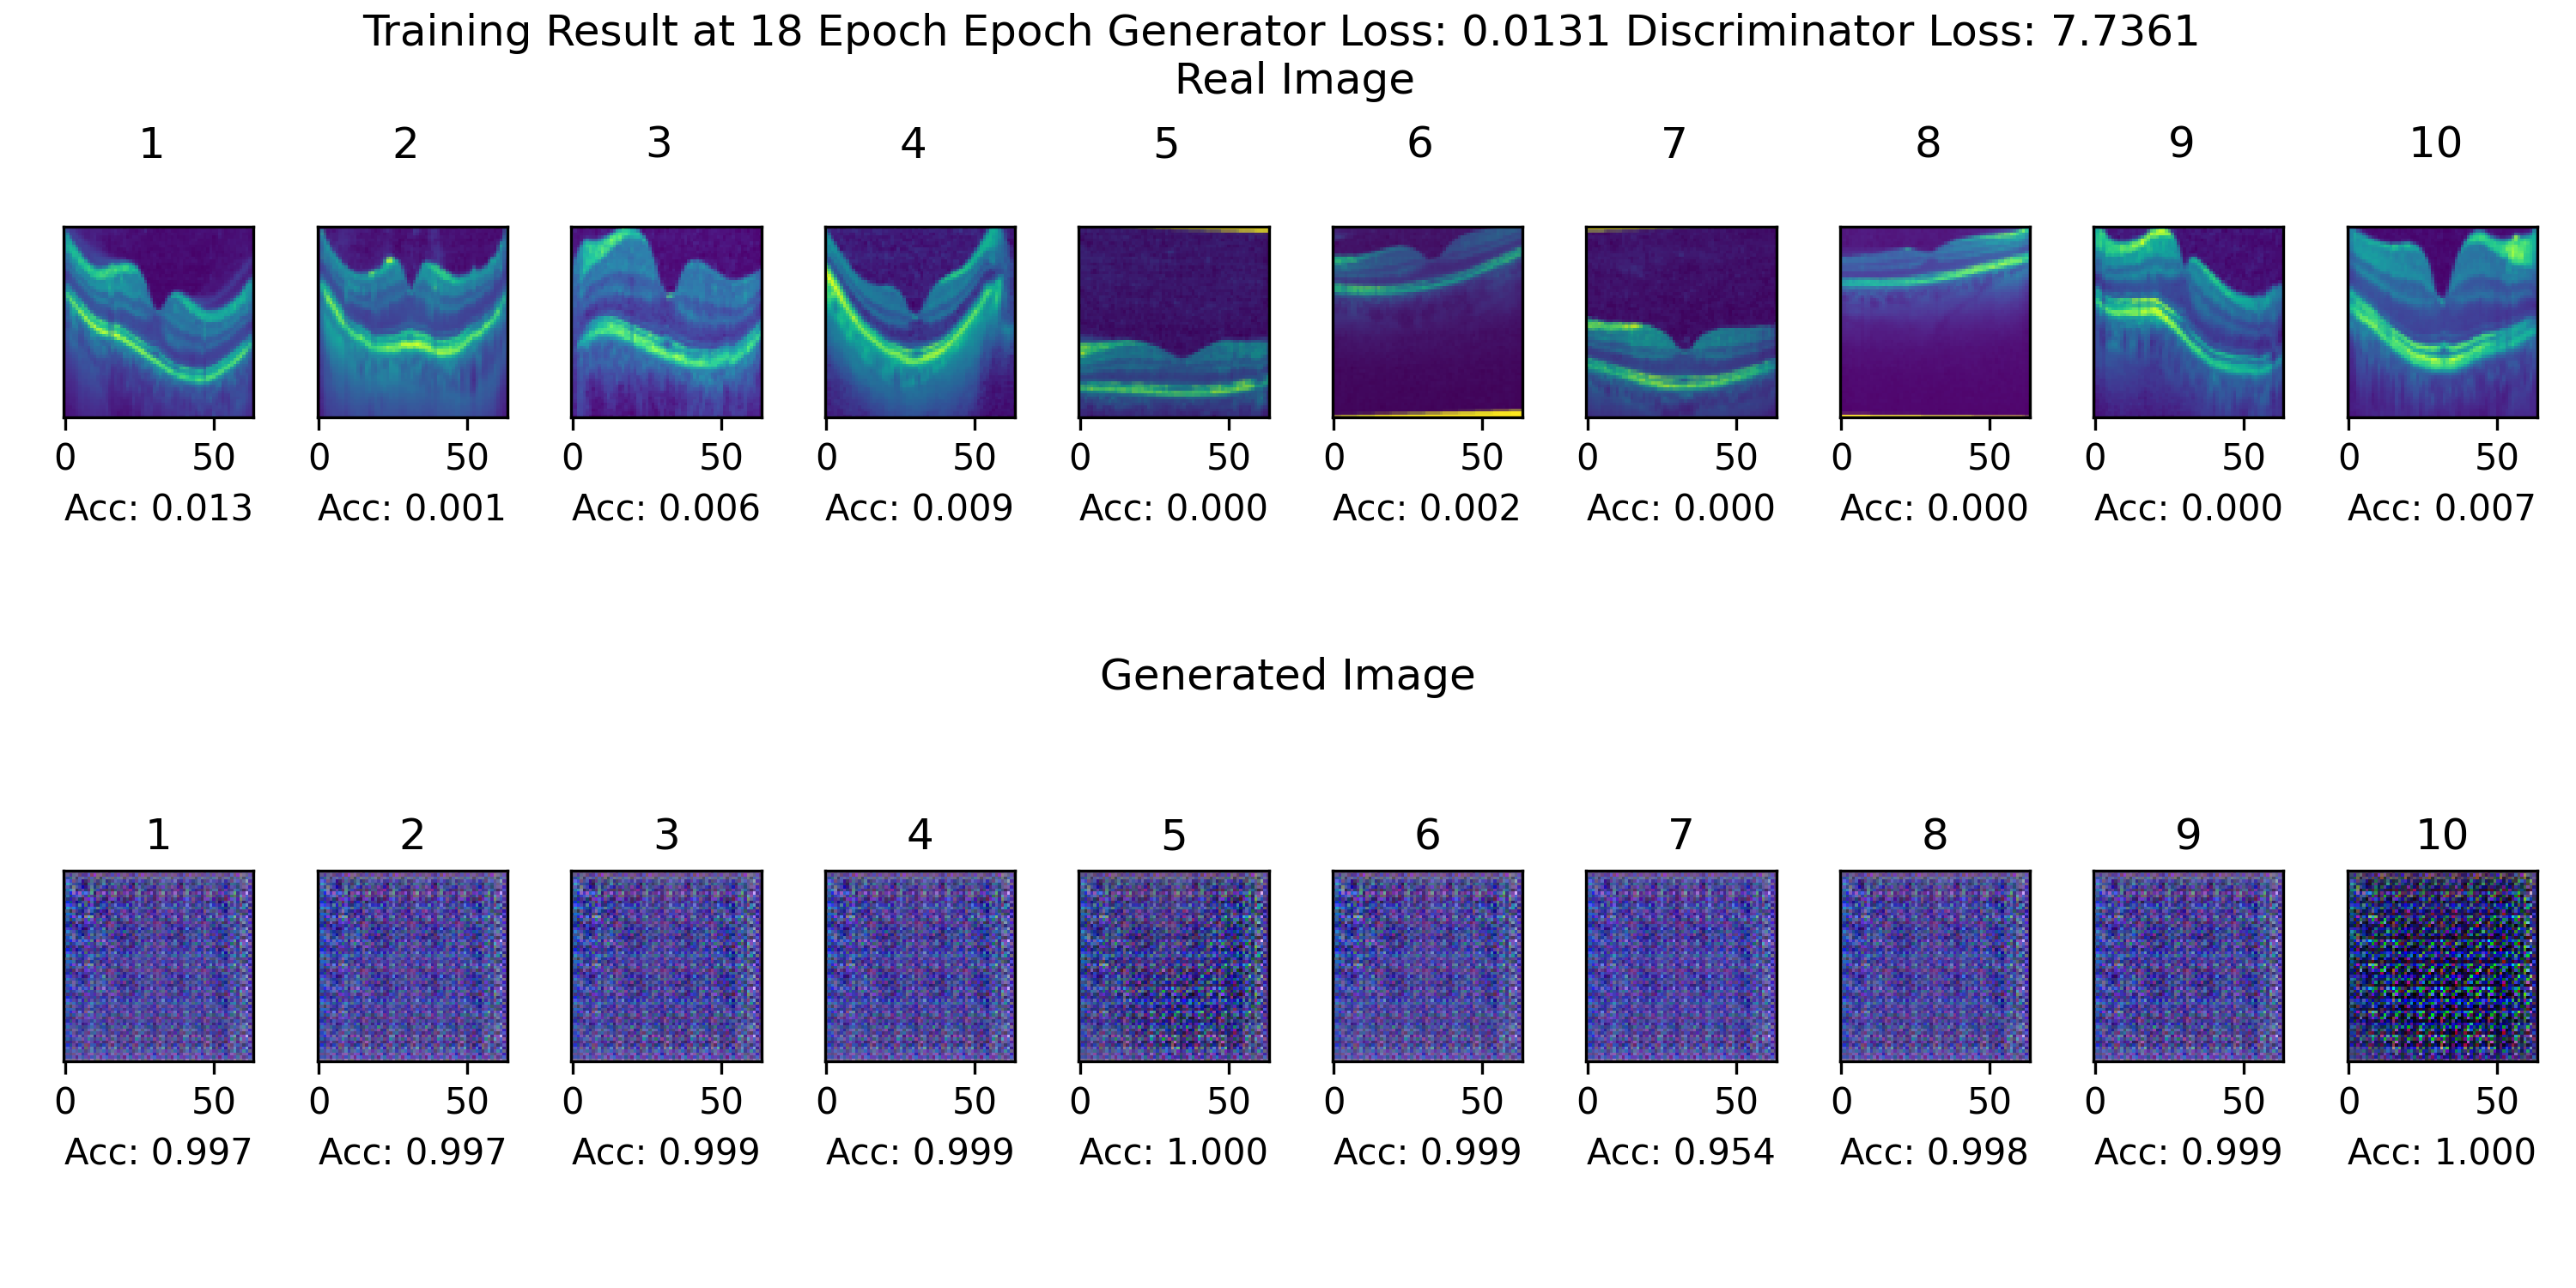 Training Result at 18 Epoch Epoch Generator Loss: 0.0131 Discriminator Loss: 7.7361
Real Image
1 2 3 4 5 6 7 8 9 10
0 50 0 50 0 50 0 50 0 50 0 50 0 50 0 50 0 50 0 50
Acc: 0.013 Acc: 0.001 Acc: 0.006 Acc: 0.009 Acc: 0.000 Acc: 0.002 Acc: 0.000 Acc: 0.000 Acc: 0.000 Acc: 0.007
Generated Image
1 2 3 4 5 6 7 8 9 10
0 50 0 50 0 50 0 50 0 50 0 50 0 50 0 50 0 50 0 50
Acc: 0.997 Acc: 0.997 Acc: 0.999 Acc: 0.999 Acc: 1.000 Acc: 0.999 Acc: 0.954 Acc: 0.998 Acc: 0.999 Acc: 1.000